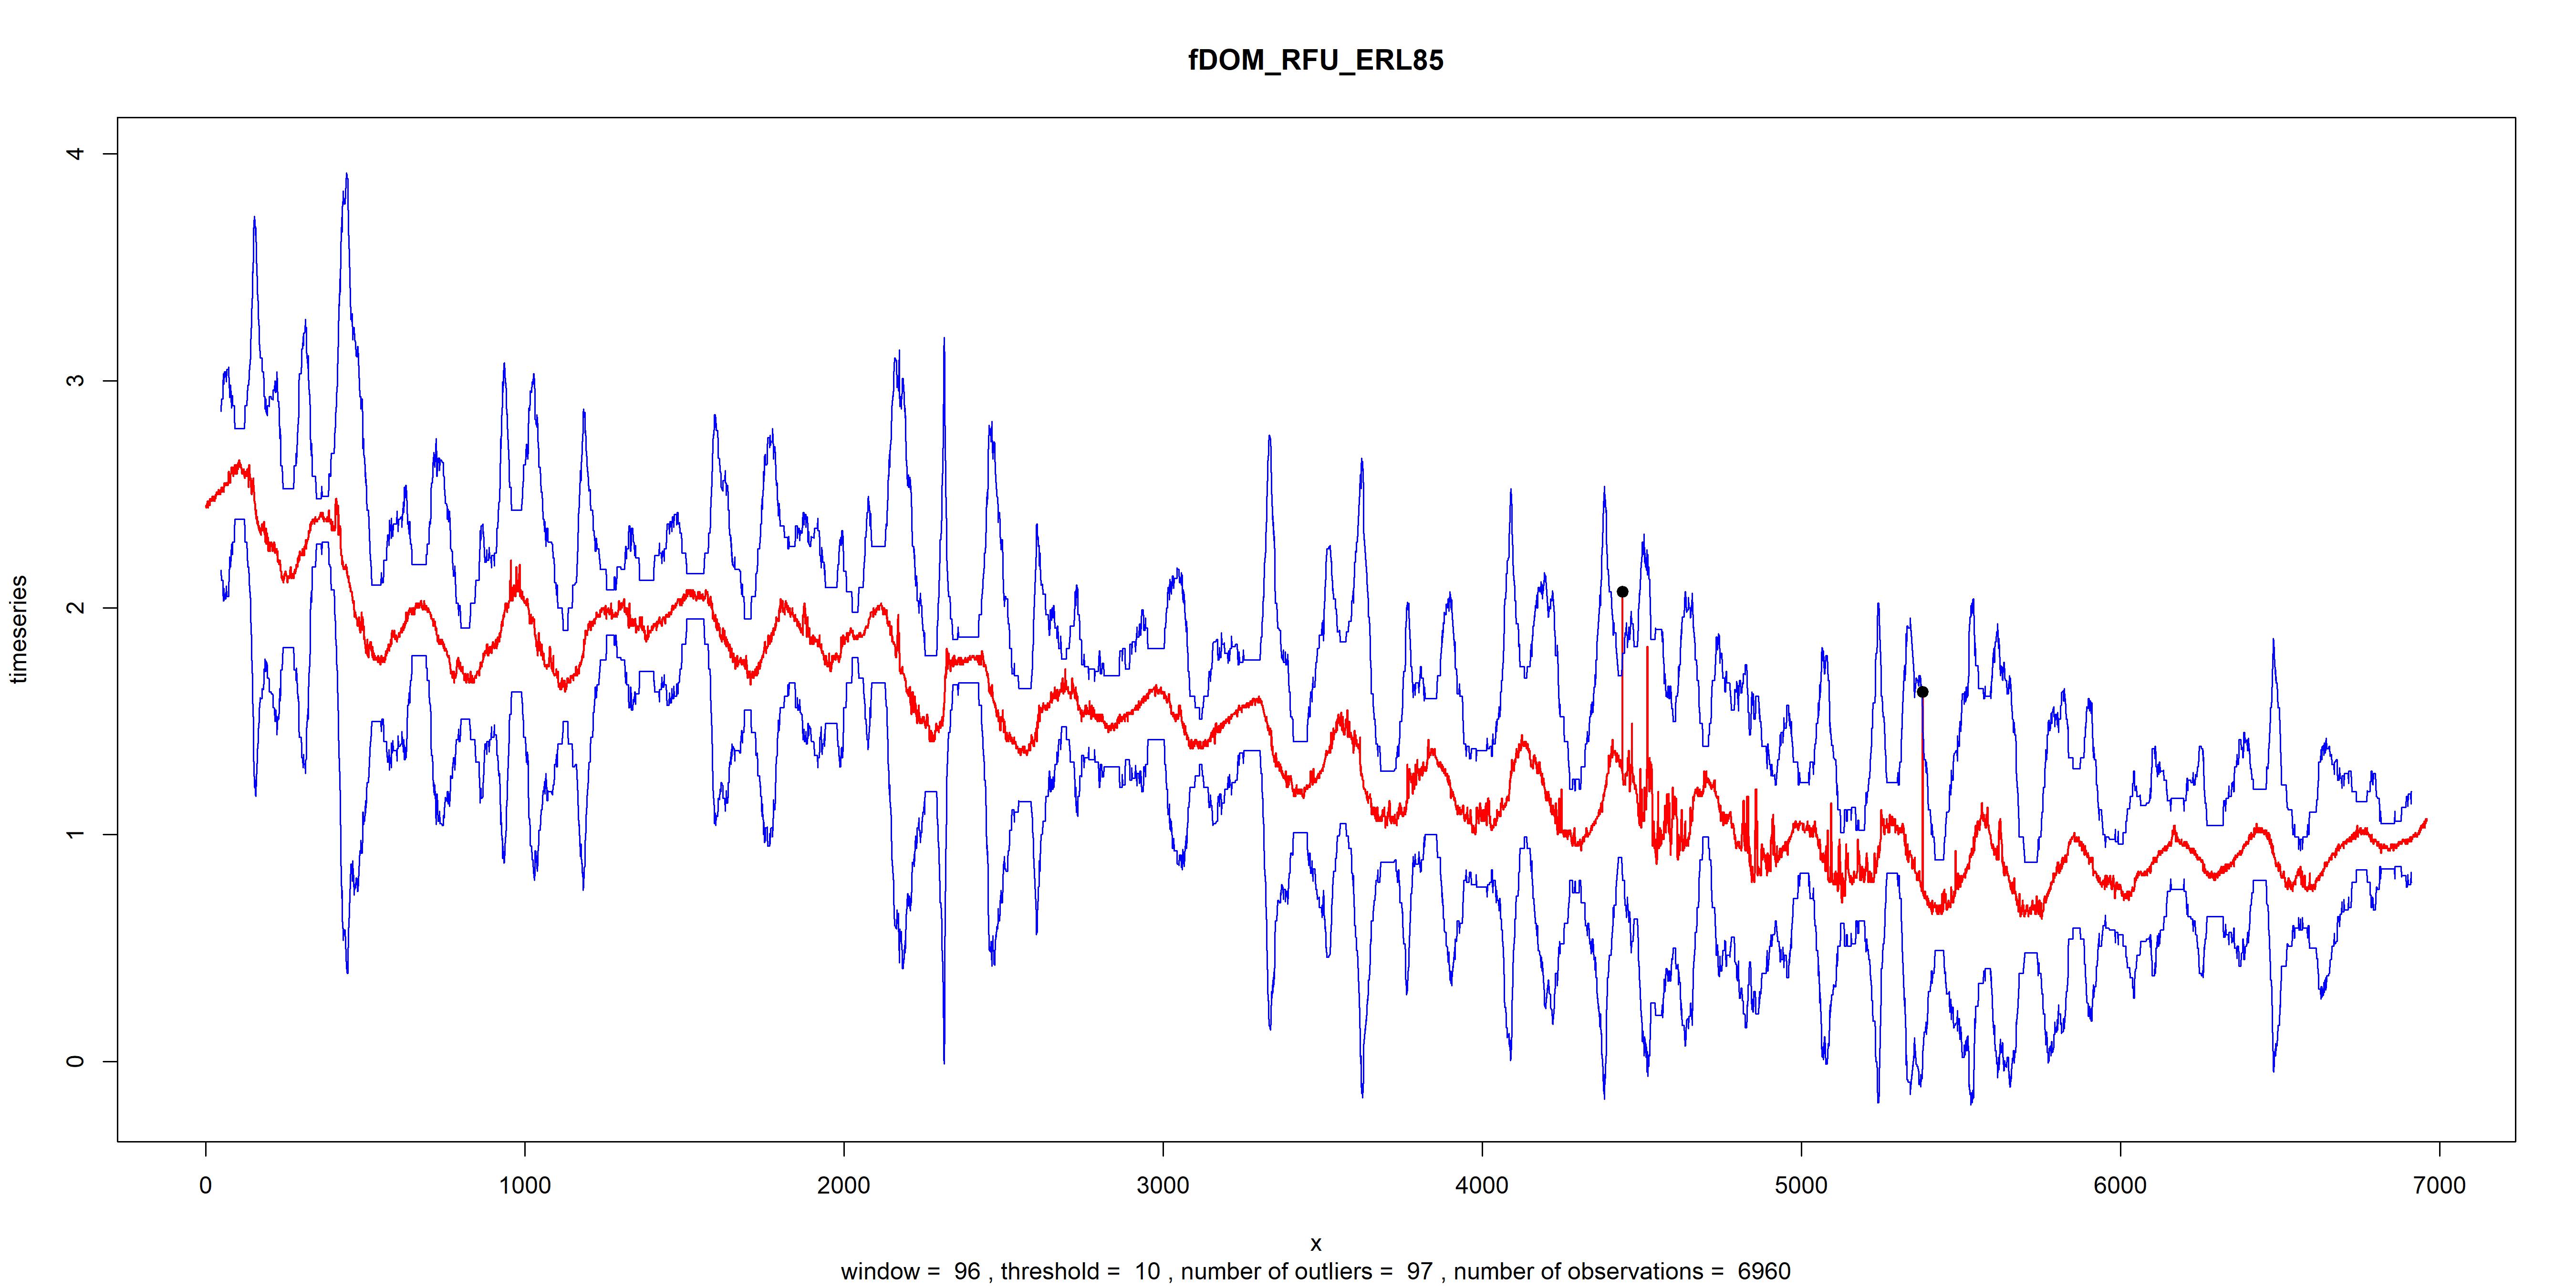 fDOM_RFU_ERL85
timeseries
4
3
2
1
0
0 1000 2000 3000 4000 5000 6000 7000
x
window =  96 , threshold =  10 , number of outliers =  97 , number of observations =  6960